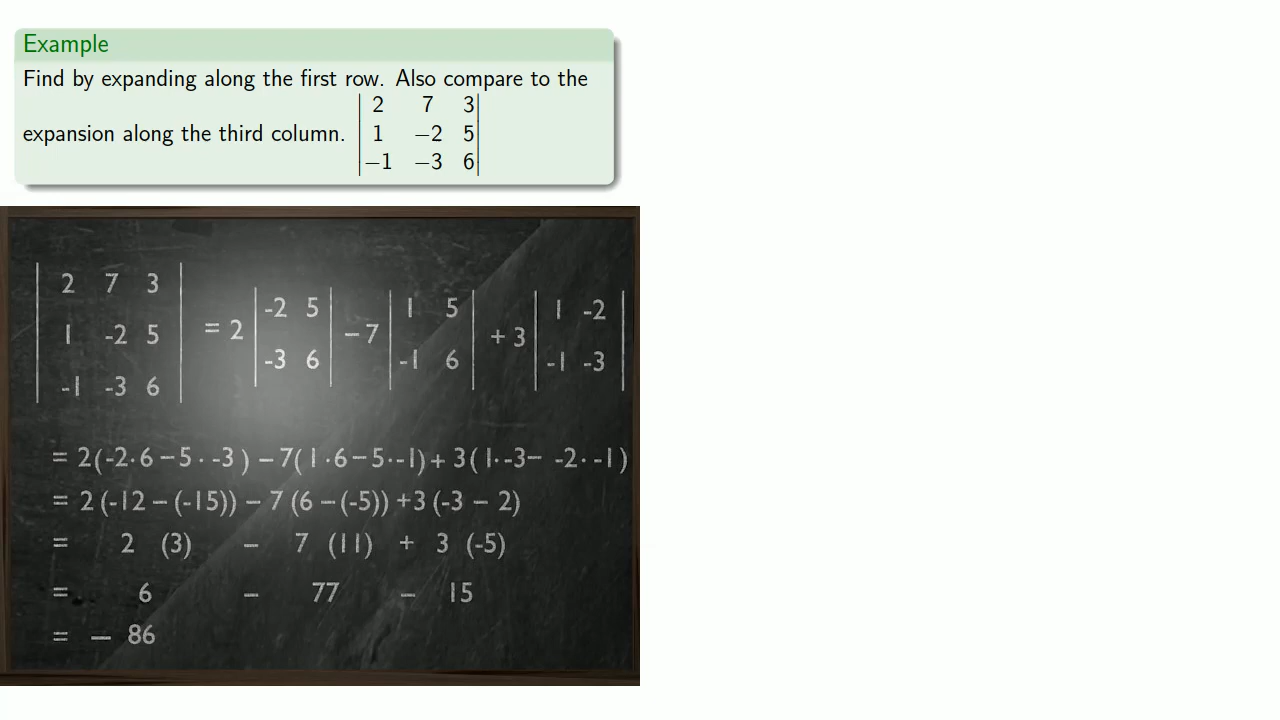 Example
Find by expanding along the first row. Also compare to the
expansion along the third column. | 2 7 3 |
| 1 −2 5 |
| −1 −3 6 |
| 2 7 3 |
| 1 -2 5 | = 2 | -2 5 | − 7 | 1 5 | + 3 | 1 -2 |
| -1 -3 6 | | -3 6 | | -1 6 | | -1 -3 |
= 2(-2·6 − 5·-3) − 7(1·6 − 5·-1) + 3(1·-3 − -2·-1)
= 2(-12 − (-15)) − 7(6 − (-5)) + 3(-3 − 2)
= 2 (3) − 7 (11) + 3 (-5)
= 6 − 77 − 15
= − 86